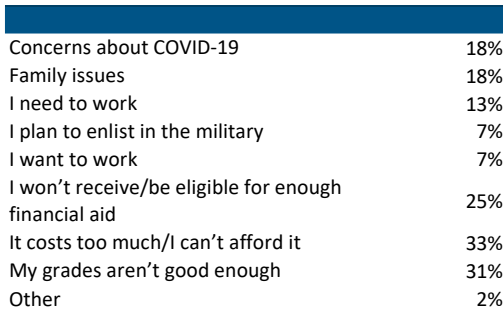 Concerns about COVID-19 18%
Family issues 18%
I need to work 13%
I plan to enlist in the military 7%
I want to work 7%
I won’t receive/be eligible for enough
financial aid 25%
It costs too much/I can’t afford it 33%
My grades aren’t good enough 31%
Other 2%